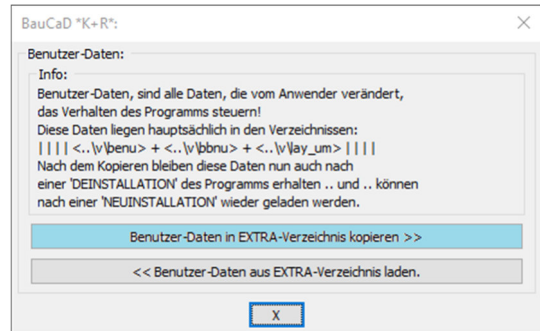 BauCaD *K+R*:
Benutzer-Daten:
Info:
Benutzer-Daten, sind alle Daten, die vom Anwender verändert,
das Verhalten des Programms steuern!
Diese Daten liegen hauptsächlich in den Verzeichnissen:
| | | | <..\v\benu> + <..\v\bbnu> + <..\v\lay_um> | | | |
Nach dem Kopieren bleiben diese Daten nun auch nach
einer 'DEINSTALLATION' des Programms erhalten .. und .. können
nach einer 'NEUINSTALLATION' wieder geladen werden.
Benutzer-Daten in EXTRA-Verzeichnis kopieren >>
<< Benutzer-Daten aus EXTRA-Verzeichnis laden.
X